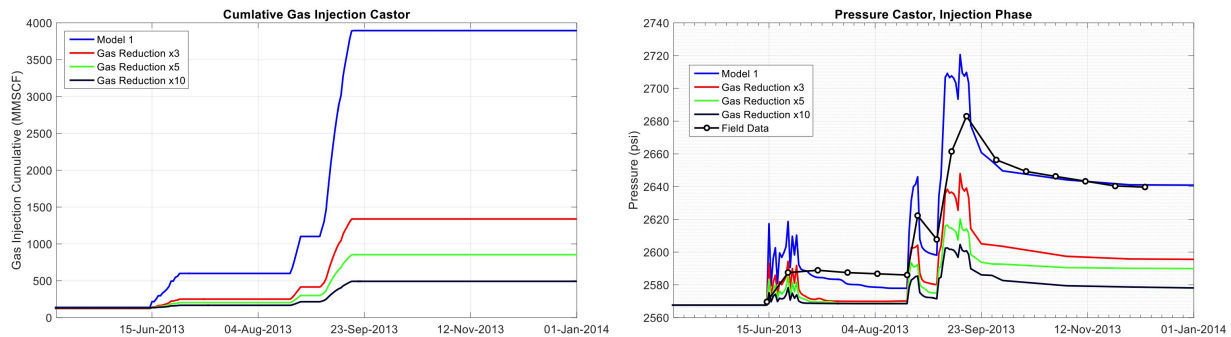 Cumlative Gas Injection Castor
Gas Injection Cumulative (MMSCF)
4000
3500
3000
2500
2000
1500
1000
500
0
Model 1
Gas Reduction x3
Gas Reduction x5
Gas Reduction x10
15-Jun-2013
04-Aug-2013
23-Sep-2013
12-Nov-2013
01-Jan-2014
Pressure Castor, Injection Phase
Pressure (psi)
2740
2720
2700
2680
2660
2640
2620
2600
2580
2560
Model 1
Gas Reduction x3
Gas Reduction x5
Gas Reduction x10
Field Data
15-Jun-2013
04-Aug-2013
23-Sep-2013
12-Nov-2013
01-Jan-2014